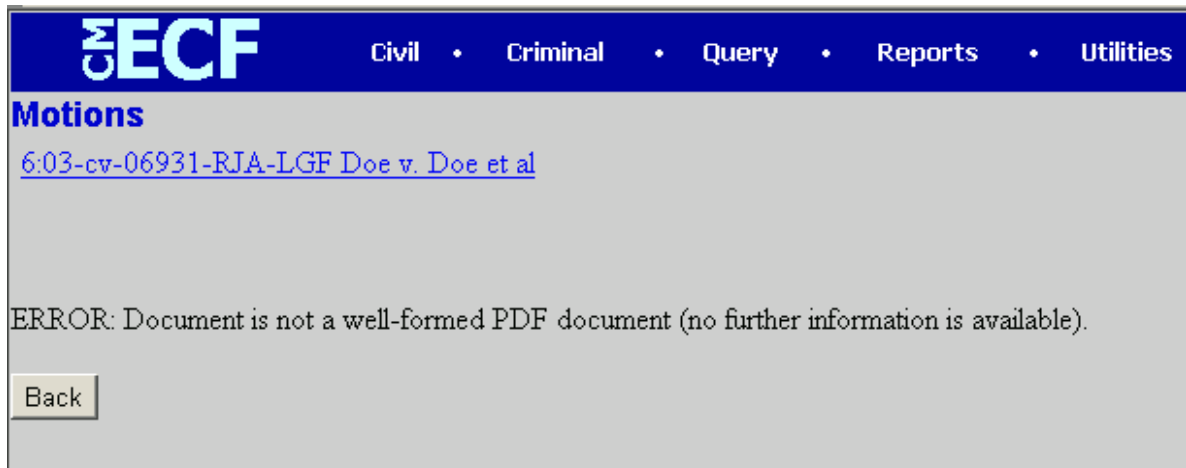 CM ECF Civil • Criminal • Query • Reports • Utilities
Motions
6:03-cv-06931-RJA-LGF Doe v. Doe et al
ERROR: Document is not a well-formed PDF document (no further information is available).
Back